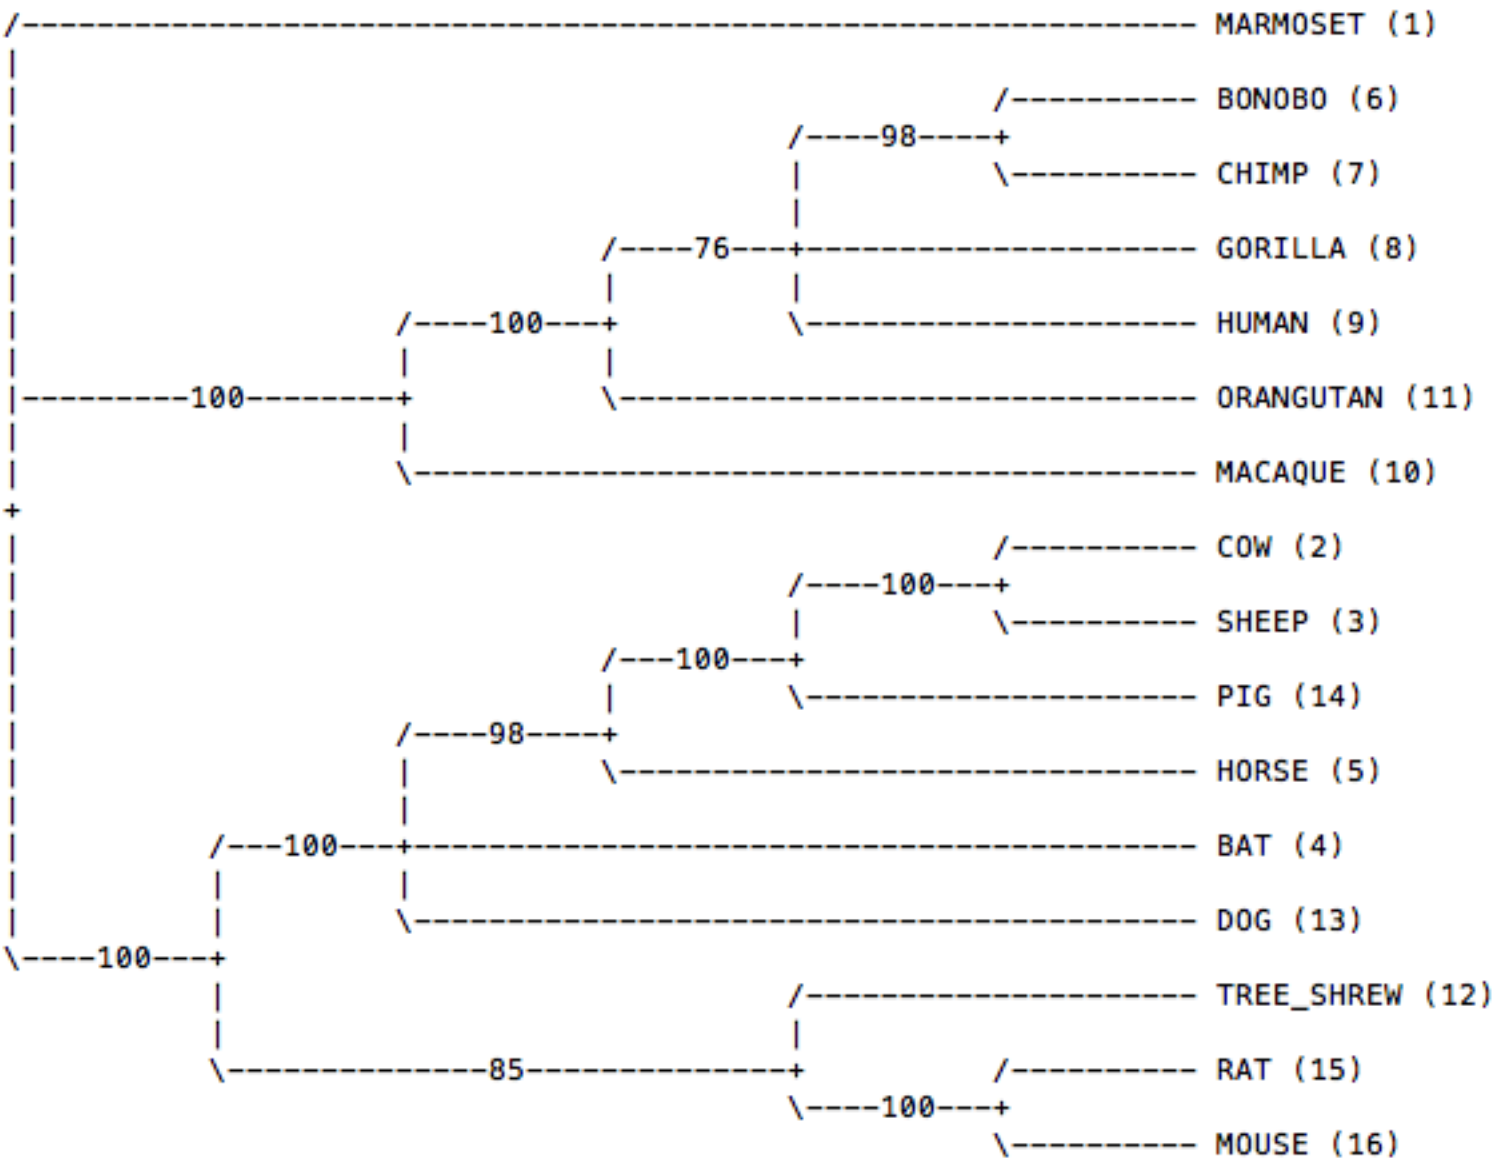 /---------------------------------------------------------------- MARMOSET (1)
|
|                                                     /---------- BONOBO (6)
|                                          /----98----+
|                                          |          \---------- CHIMP (7)
|                                          |
|                                /----76---+--------------------- GORILLA (8)
|                                |         |
|                     /----100---+         \--------------------- HUMAN (9)
|                     |          |
|---------100--------+          \------------------------------- ORANGUTAN (11)
|                     |
|                     \------------------------------------------ MACAQUE (10)
+
|                                                     /---------- COW (2)
|                                          /----100---+
|                                          |          \---------- SHEEP (3)
|                                /---100---+
|                                |         \--------------------- PIG (14)
|                     /----98----+
|                     |          \------------------------------- HORSE (5)
|                     |
|          /---100---+------------------------------------------ BAT (4)
|          |          |
|          |          \------------------------------------------ DOG (13)
\----100---+
           |                               /--------------------- TREE_SHREW (12)
           |                               |
           \--------------85--------------+          /---------- RAT (15)
                                           \----100---+
                                                      \---------- MOUSE (16)